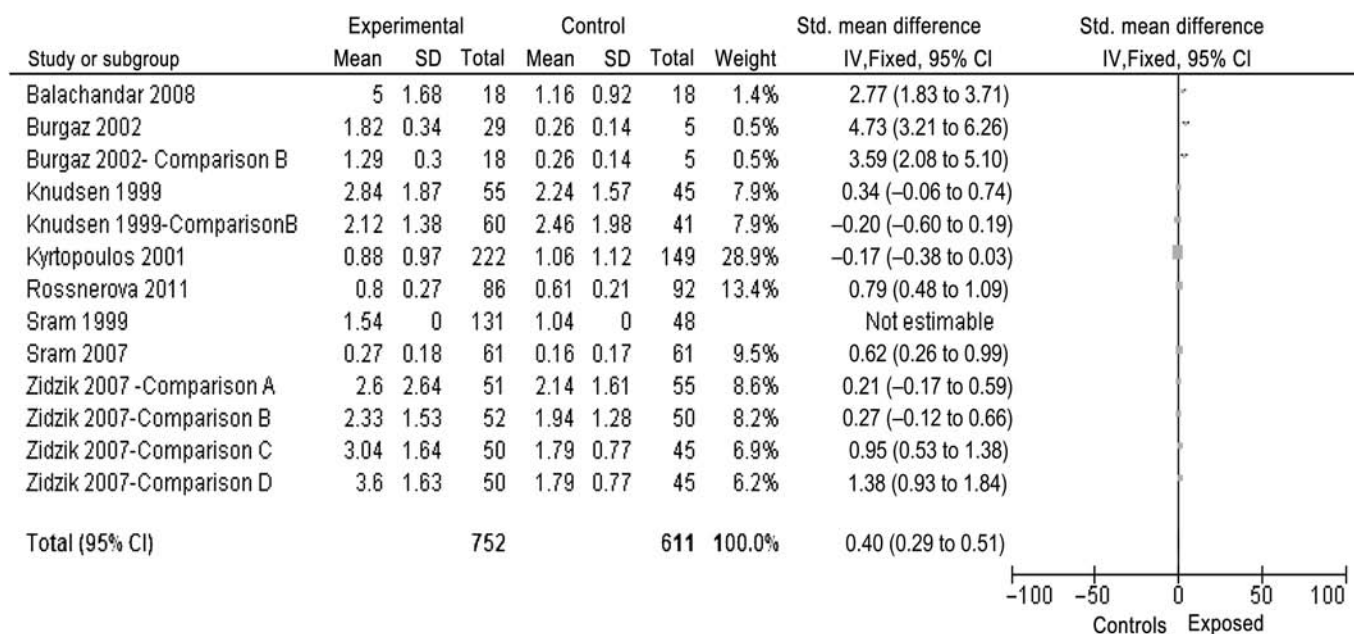 Experimental Control Std. mean difference Std. mean difference
Study or subgroup Mean SD Total Mean SD Total Weight IV,Fixed, 95% CI IV,Fixed, 95% CI
Balachandar 2008 5 1.68 18 1.16 0.92 18 1.4% 2.77 (1.83 to 3.71)
Burgaz 2002 1.82 0.34 29 0.26 0.14 5 0.5% 4.73 (3.21 to 6.26)
Burgaz 2002- Comparison B 1.29 0.3 18 0.26 0.14 5 0.5% 3.59 (2.08 to 5.10)
Knudsen 1999 2.84 1.87 55 2.24 1.57 45 7.9% 0.34 (–0.06 to 0.74)
Knudsen 1999-ComparisonB 2.12 1.38 60 2.46 1.98 41 7.9% –0.20 (–0.60 to 0.19)
Kyrtopoulos 2001 0.88 0.97 222 1.06 1.12 149 28.9% –0.17 (–0.38 to 0.03)
Rossnerova 2011 0.8 0.27 86 0.61 0.21 92 13.4% 0.79 (0.48 to 1.09)
Sram 1999 1.54 0 131 1.04 0 48 Not estimable
Sram 2007 0.27 0.18 61 0.16 0.17 61 9.5% 0.62 (0.26 to 0.99)
Zidzik 2007 -Comparison A 2.6 2.64 51 2.14 1.61 55 8.6% 0.21 (–0.17 to 0.59)
Zidzik 2007-Comparison B 2.33 1.53 52 1.94 1.28 50 8.2% 0.27 (–0.12 to 0.66)
Zidzik 2007-Comparison C 3.04 1.64 50 1.79 0.77 45 6.9% 0.95 (0.53 to 1.38)
Zidzik 2007-Comparison D 3.6 1.63 50 1.79 0.77 45 6.2% 1.38 (0.93 to 1.84)
Total (95% CI) 752 611 100.0% 0.40 (0.29 to 0.51)
–100 –50 0 50 100
Controls Exposed